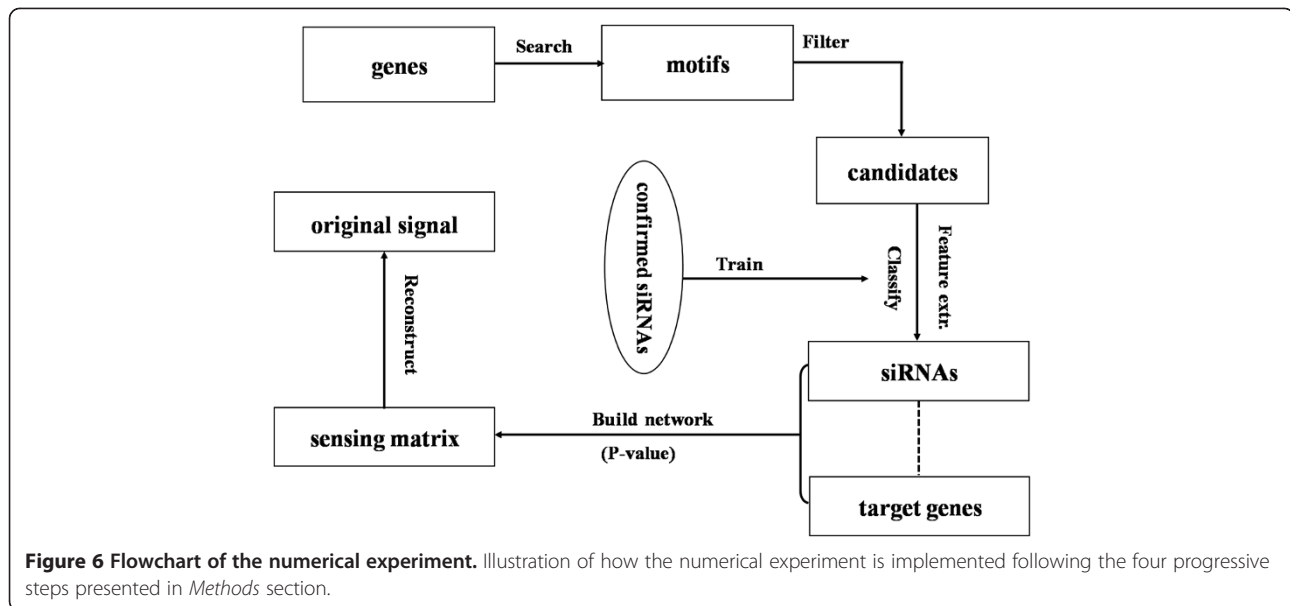 genes
Search
motifs
Filter
candidates
confirmed siRNAs
Train
Classify
Feature extr.
original signal
Reconstruct
siRNAs
sensing matrix
Build network
(P-value)
target genes
Figure 6 Flowchart of the numerical experiment. Illustration of how the numerical experiment is implemented following the four progressive
steps presented in Methods section.